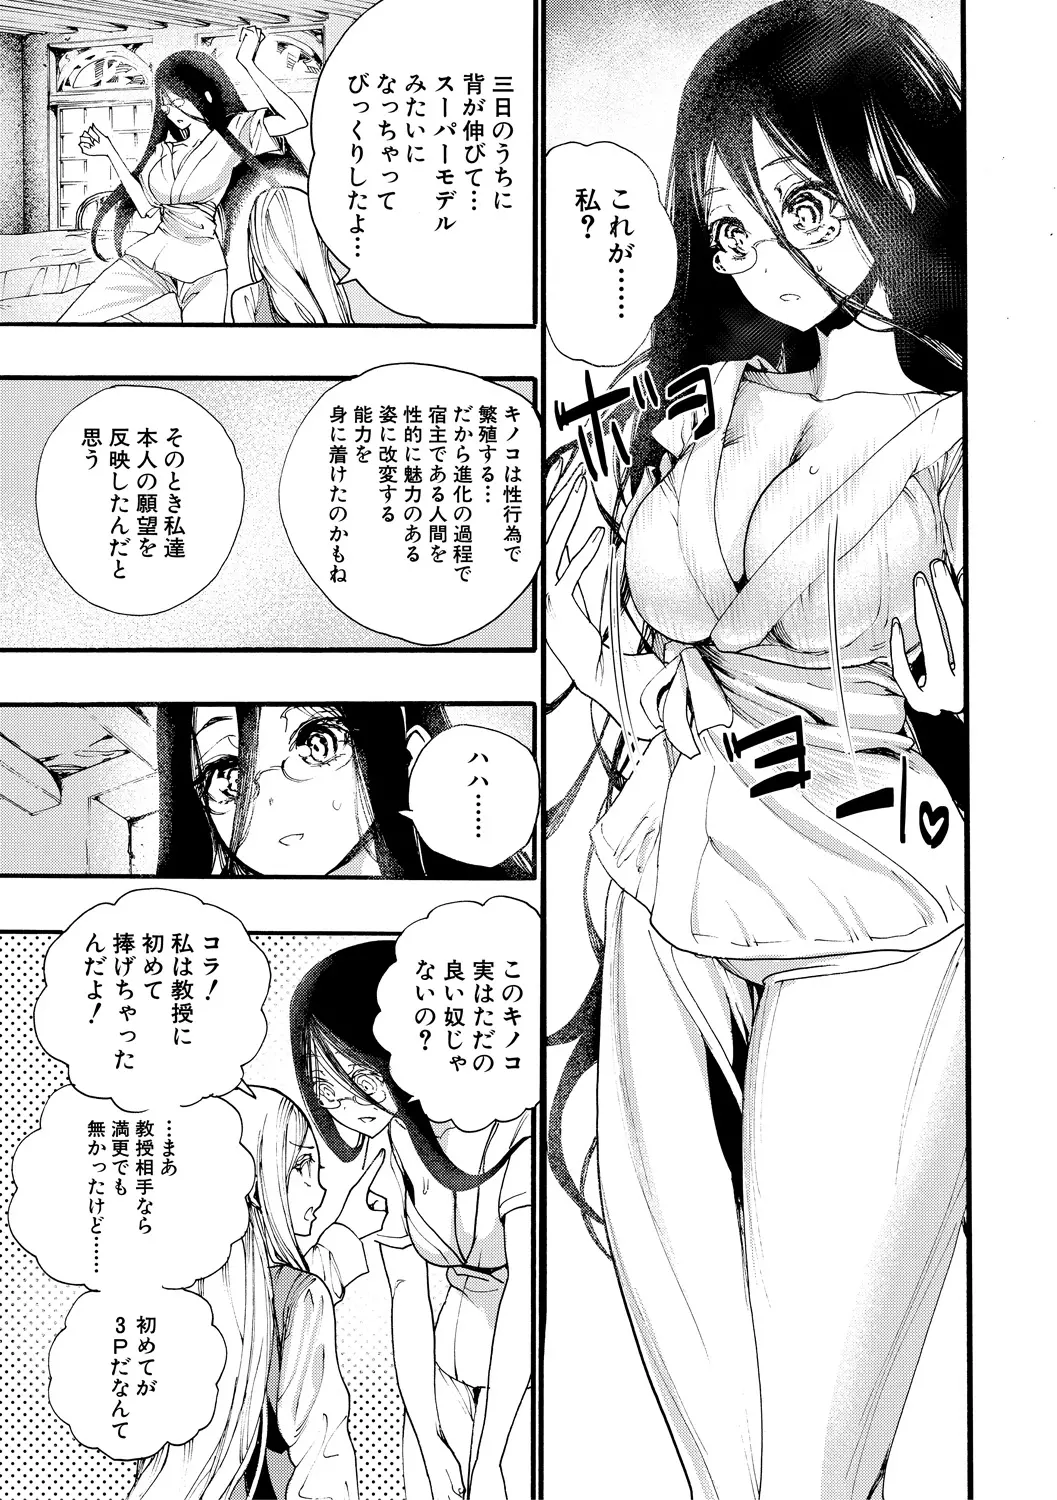 これが……
私？
ボヨ
ヨーン
三日のうちに
背が伸びて…
スーパーモデル
みたいに
なっちゃって
びっくりしたよ…
キノコは性行為で
繁殖する…
だから進化の過程で
宿主である人間を
性的に魅力のある
姿に改変する
能力を
身に着けたのかもね
そのとき私達
本人の願望を
反映したんだと
思う
ハハ……
このキノコ
実はただの
良い奴じゃ
ないの？
コラ！
私は教授に
初めて
捧げちゃった
んだよ！
…まあ
教授相手なら
満更でも
無かったけど……
初めてが
３Ｐだなんて